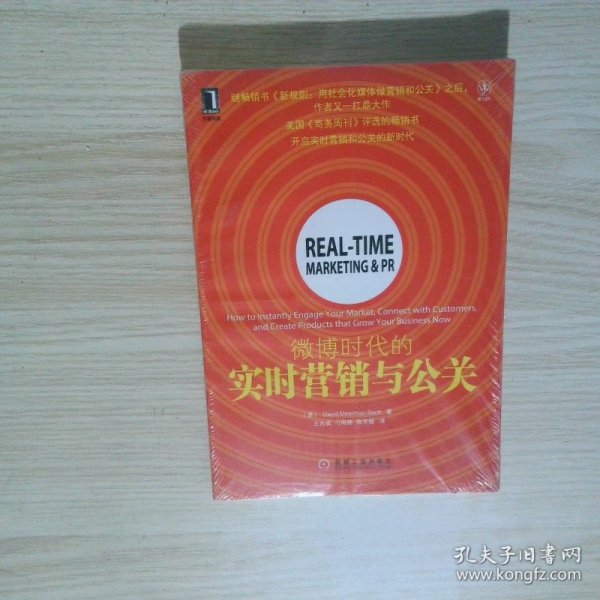 继畅销书《新规则：用社会化媒体做营销和公关》之后，
作者又一扛鼎大作
美国《商务周刊》评选的畅销书
开启实时营销和公关的新时代
WILEY
REAL-TIME
MARKETING & PR
How to Instantly Engage Your Market, Connect with Customers,
and Create Products that Grow Your Business Now
微博时代的
实时营销与公关
（美） David Meerman Scott 著
译
机械工业出版社
孔夫子旧书网
www.kongfz.com